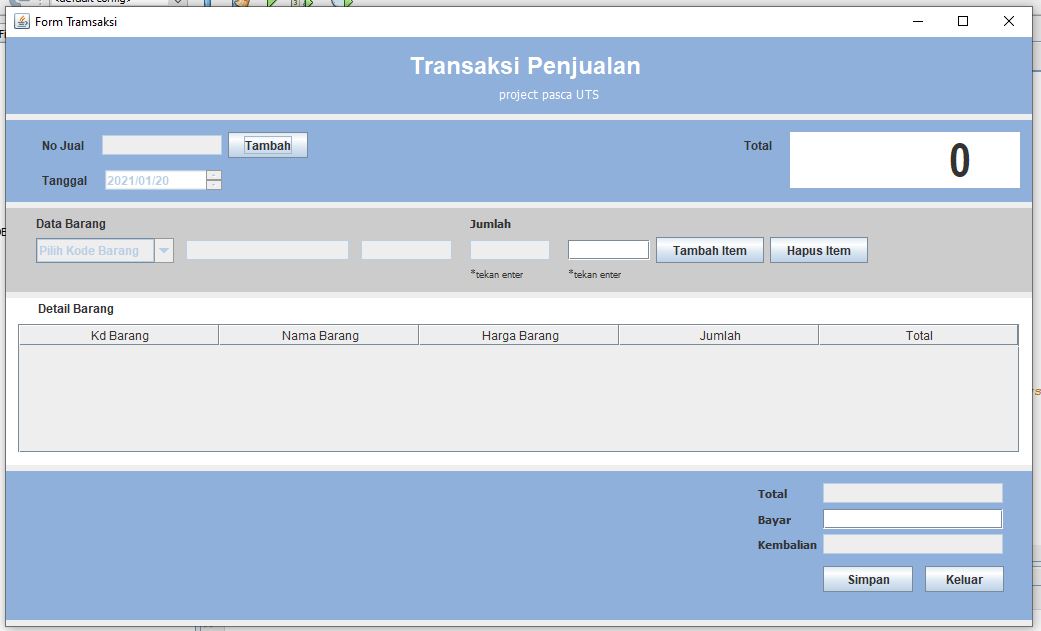 <default config>
Form Tramsaksi
Transaksi Penjualan
project pasca UTS
No Jual
Tambah
Total
0
Tanggal
2021/01/20
Data Barang
Jumlah
Pilih Kode Barang
Tambah Item
Hapus Item
*tekan enter
*tekan enter
Detail Barang
Kd Barang
Nama Barang
Harga Barang
Jumlah
Total
Total
Bayar
Kembalian
Simpan
Keluar